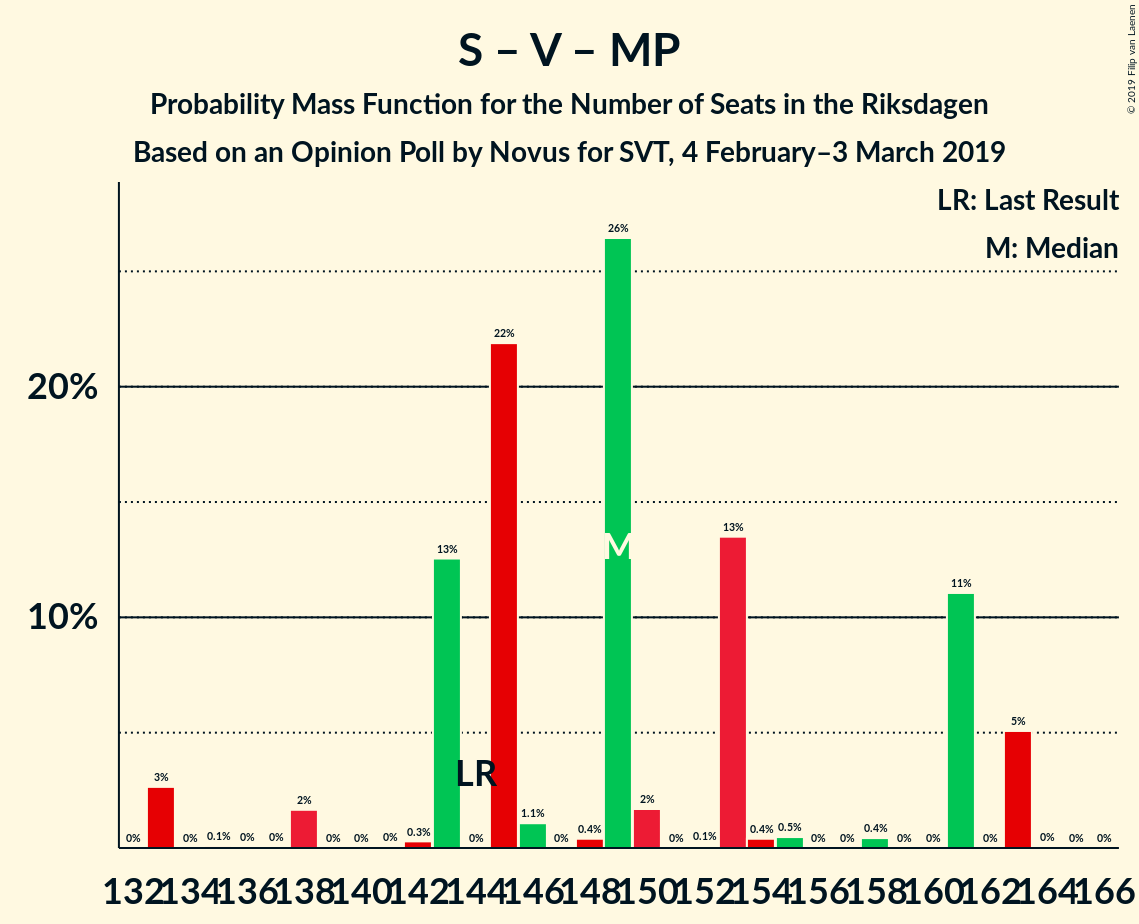 S – V – MP
Probability Mass Function for the Number of Seats in the Riksdagen
Based on an Opinion Poll by Novus for SVT, 4 February–3 March 2019
© 2019 Filip van Laenen
LR: Last Result
M: Median
26%
22%
20%
13%
13%
M
11%
10%
5%
LR
3%
2%
2%
1.1%
0% 0% 0.1% 0% 0% 0% 0% 0% 0.3% 0% 0% 0.4% 0% 0.1% 0.4% 0.5% 0% 0% 0.4% 0% 0% 0% 0% 0% 0%
132 134 136 138 140 142 144 146 148 150 152 154 156 158 160 162 164 166